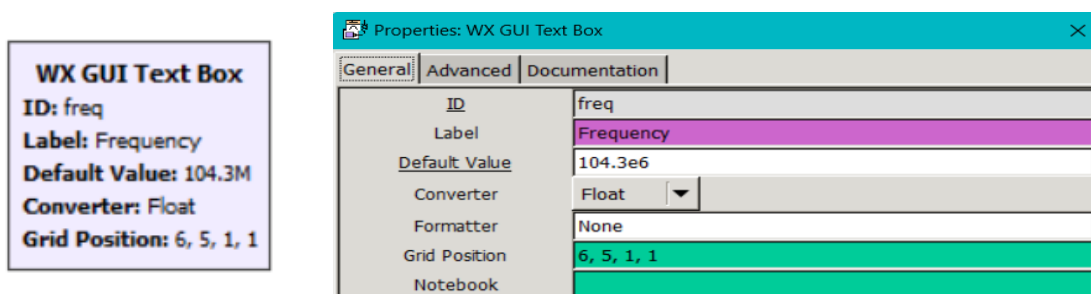 WX GUI Text Box
ID: freq
Label: Frequency
Default Value: 104.3M
Converter: Float
Grid Position: 6, 5, 1, 1
Properties: WX GUI Text Box
General Advanced Documentation
ID freq
Label Frequency
Default Value 104.3e6
Converter Float
Formatter None
Grid Position 6, 5, 1, 1
Notebook